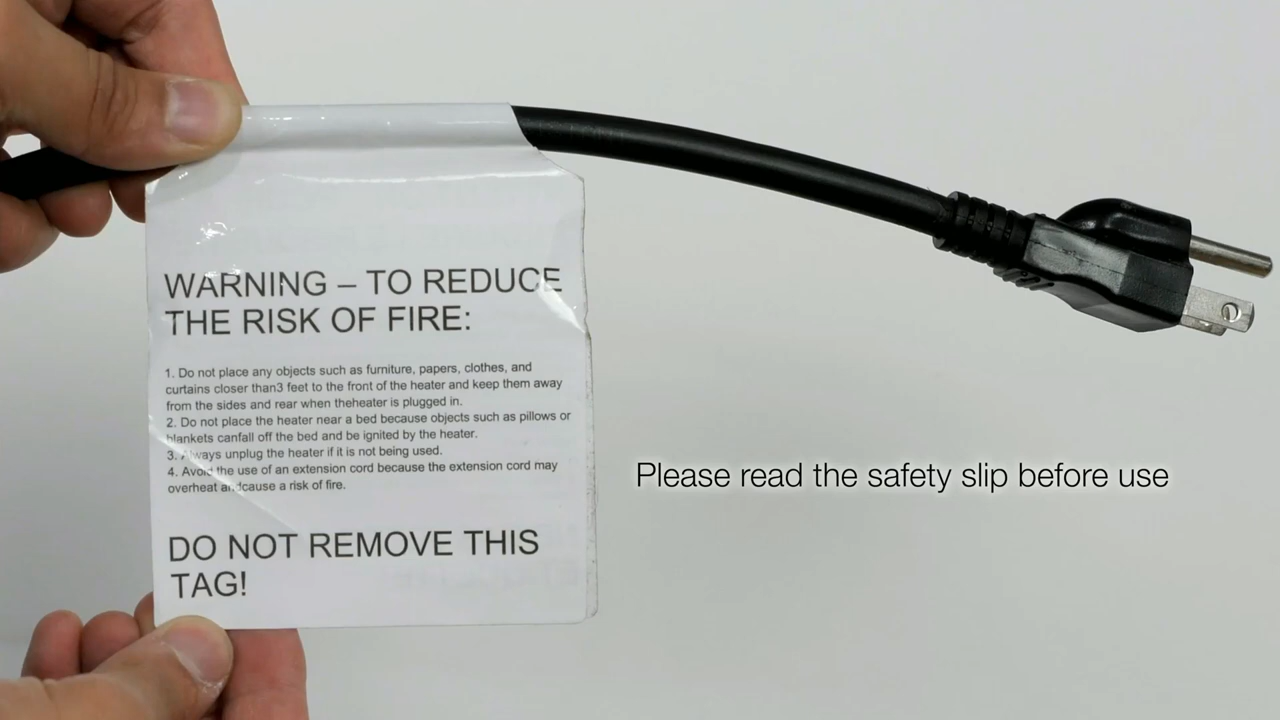 WARNING – TO REDUCE
THE RISK OF FIRE:
1. Do not place any objects such as furniture, papers, clothes, and
curtains closer than3 feet to the front of the heater and keep them away
from the sides and rear when theheater is plugged in.
2. Do not place the heater near a bed because objects such as pillows or
blankets canfall off the bed and be ignited by the heater.
3. Always unplug the heater if it is not being used.
4. Avoid the use of an extension cord because the extension cord may
overheat andcause a risk of fire.
DO NOT REMOVE THIS
TAG!
Please read the safety slip before use